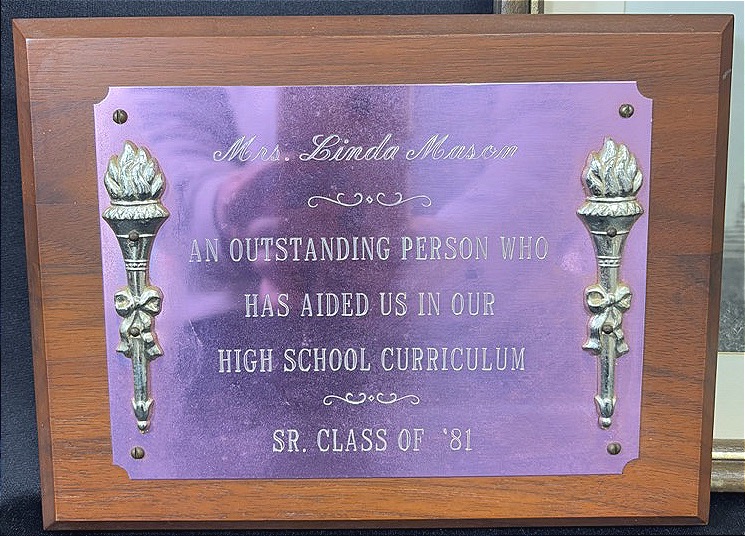 Mrs. Linda Mason
AN OUTSTANDING PERSON WHO
HAS AIDED US IN OUR
HIGH SCHOOL CURRICULUM
SR. CLASS OF '81